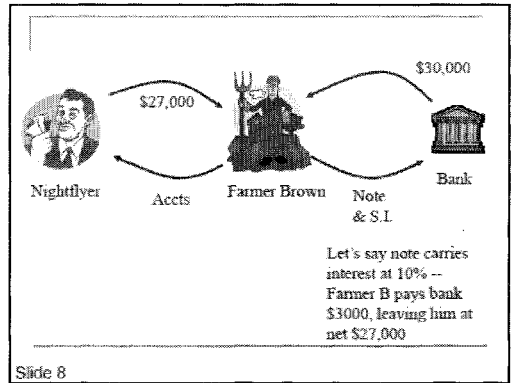 $30,000
$27,000
Nightflyer
Accts
Farmer Brown
Note
& S.I.
Bank
Let's say note carries
interest at 10% --
Farmer B pays bank
$3000, leaving him at
net $27,000
Slide 8